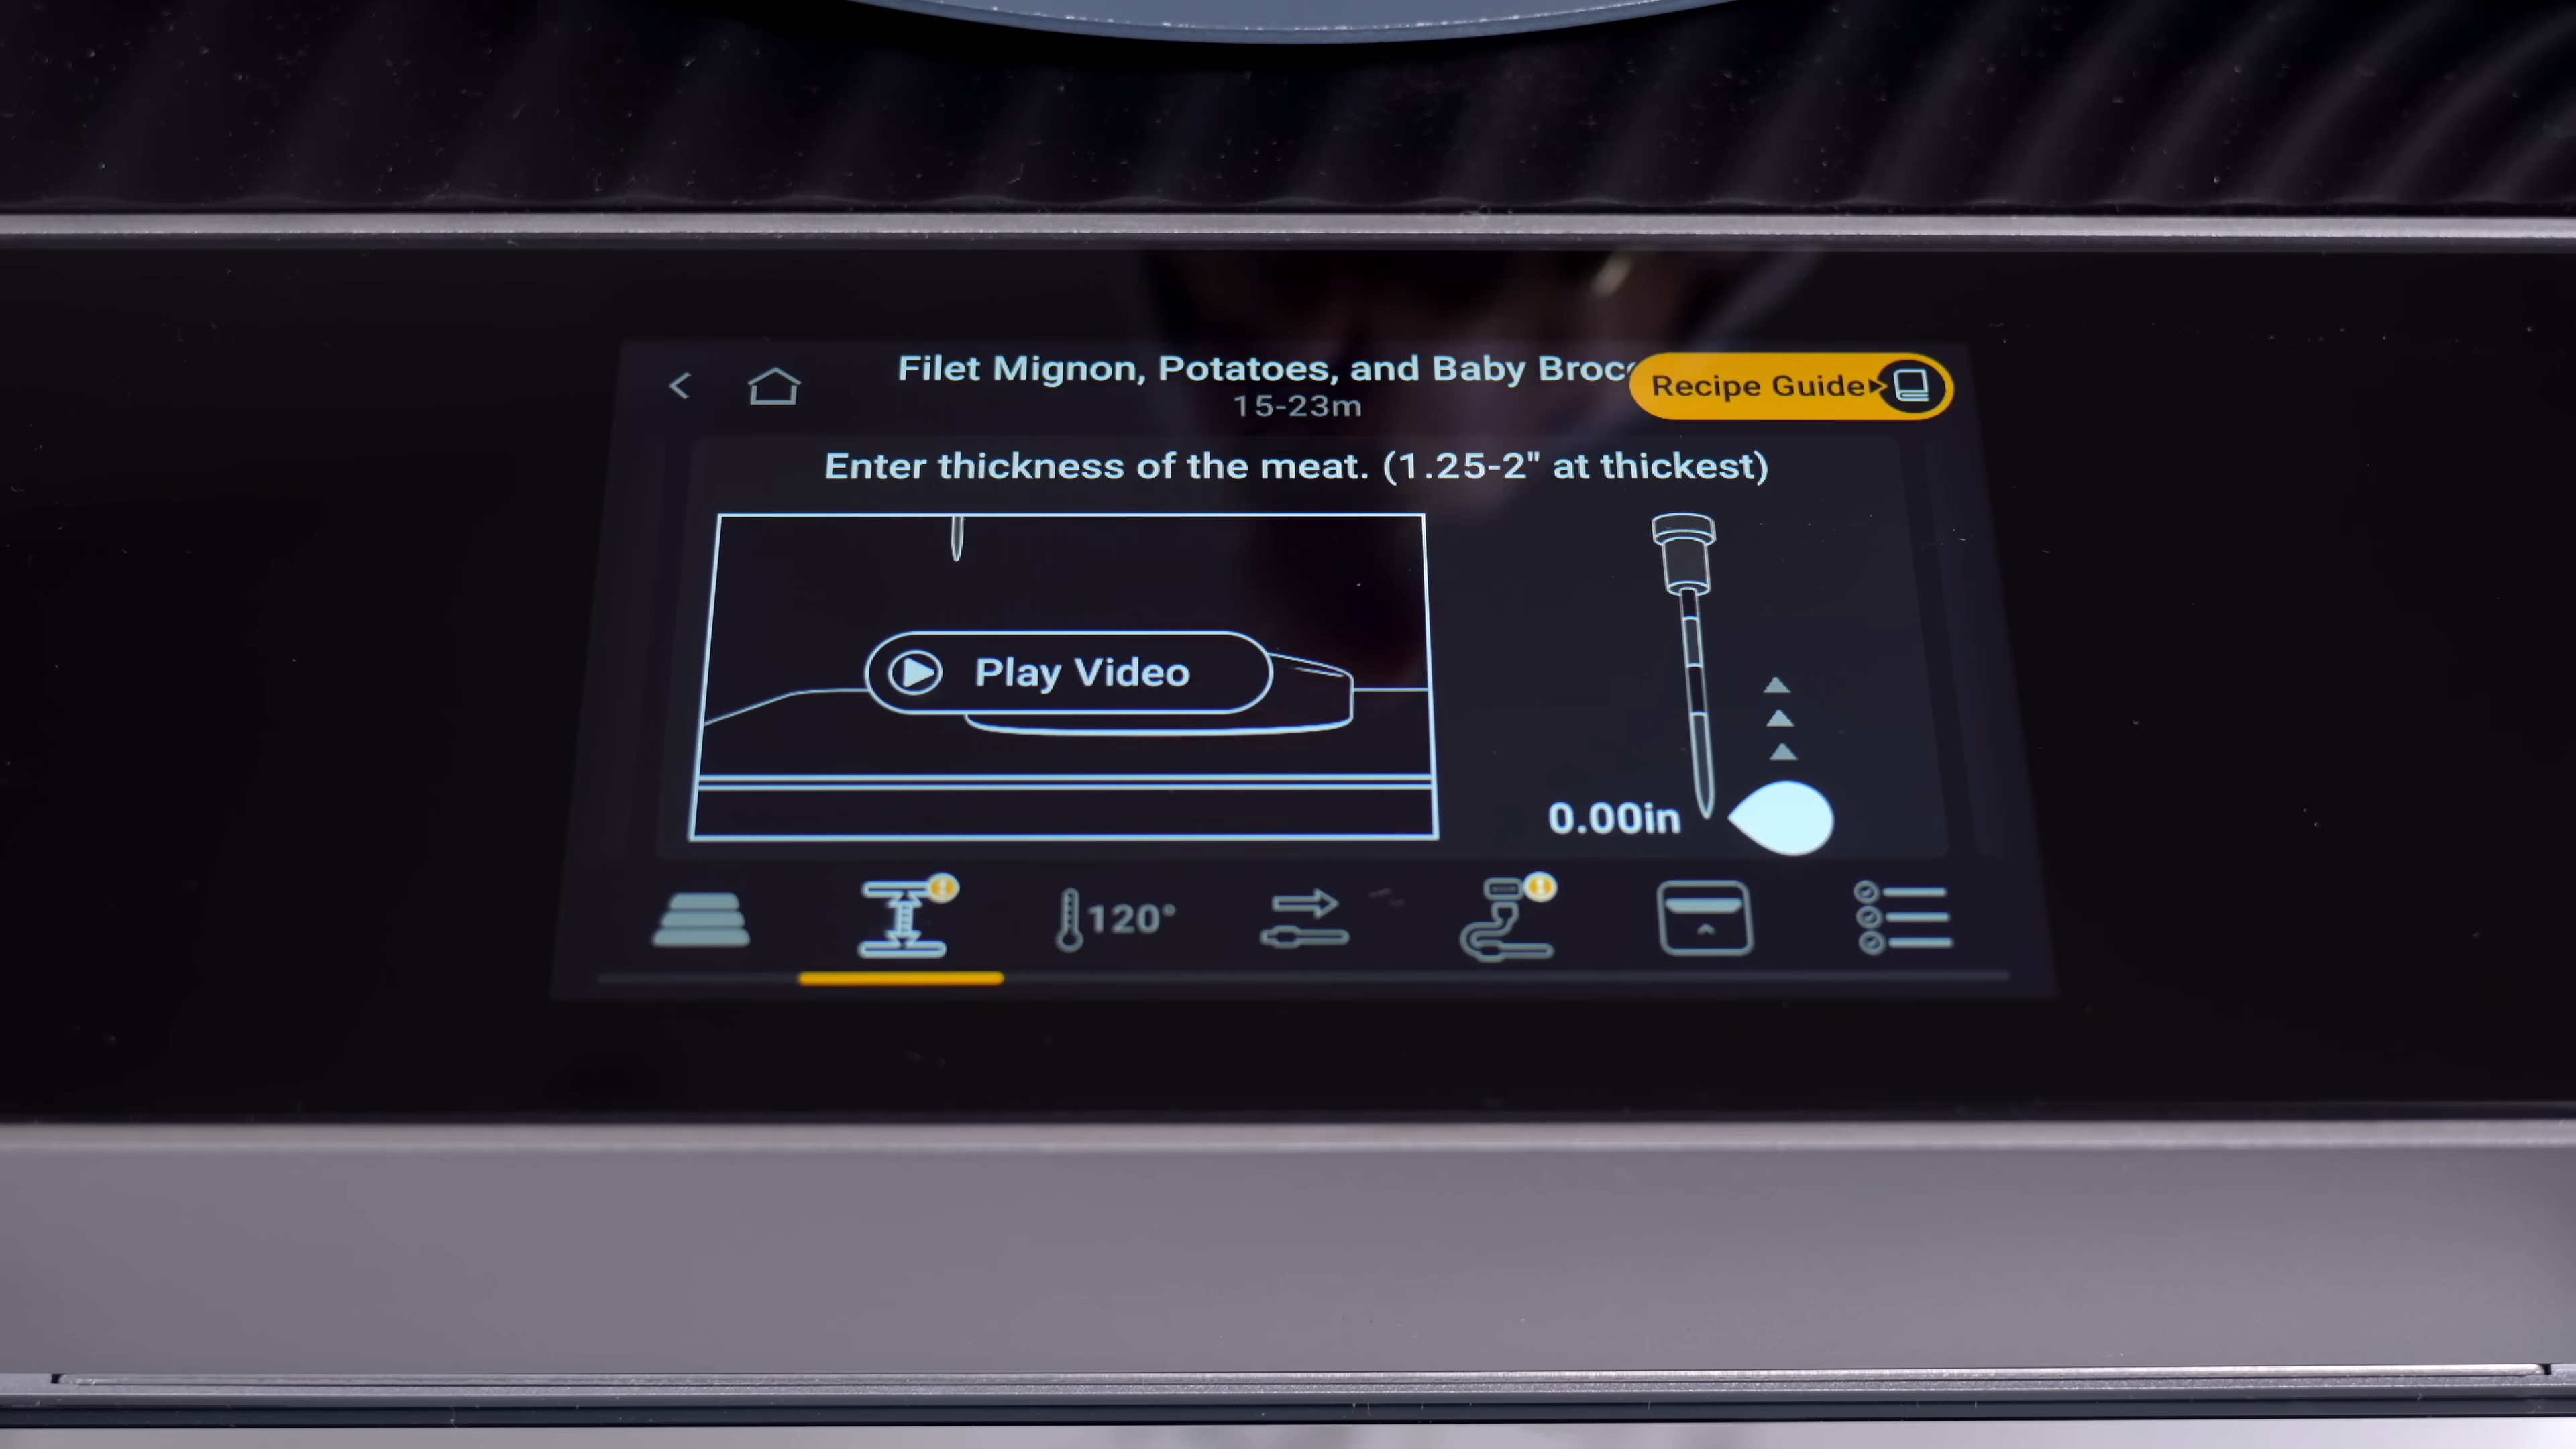 Filet Mignon, Potatoes, and Baby Brocc
15-23m
Recipe Guide
Enter thickness of the meat. (1.25-2" at thickest)
Play Video
0.00in
120°